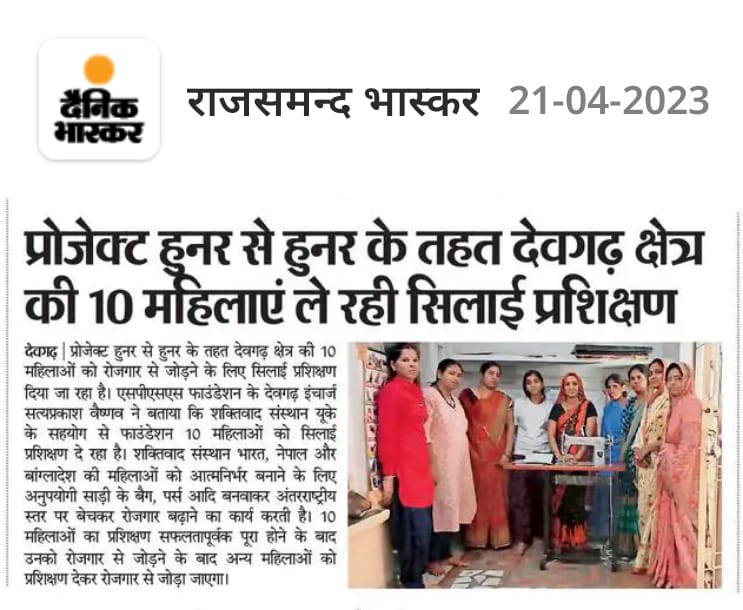 दैनिक
भास्कर
राजसमन्द भास्कर 21-04-2023
प्रोजेक्ट हुनर से हुनर के तहत देवगढ़ क्षेत्र
की 10 महिलाएं ले रही सिलाई प्रशिक्षण
देवगढ़ | प्रोजेक्ट हुनर से हुनर के तहत देवगढ़ क्षेत्र की 10
महिलाओं को रोजगार से जोड़ने के लिए सिलाई प्रशिक्षण
दिया जा रहा है। एसपीएसएस फाउंडेशन के देवगढ़ इंचार्ज
सत्यप्रकाश वैष्णव ने बताया कि शक्तिवाद संस्थान यूके
के सहयोग से फाउंडेशन 10 महिलाओं को सिलाई
प्रशिक्षण दे रहा है। शक्तिवाद संस्थान भारत, नेपाल और
बांग्लादेश की महिलाओं को आत्मनिर्भर बनाने के लिए
अनुपयोगी साड़ी के बैग, पर्स आदि बनवाकर अंतरराष्ट्रीय
स्तर पर बेचकर रोजगार बढ़ाने का कार्य करती है। 10
महिलाओं का प्रशिक्षण सफलतापूर्वक पूरा होने के बाद
उनको रोजगार से जोड़ने के बाद अन्य महिलाओं को
प्रशिक्षण देकर रोजगार से जोड़ा जाएगा।